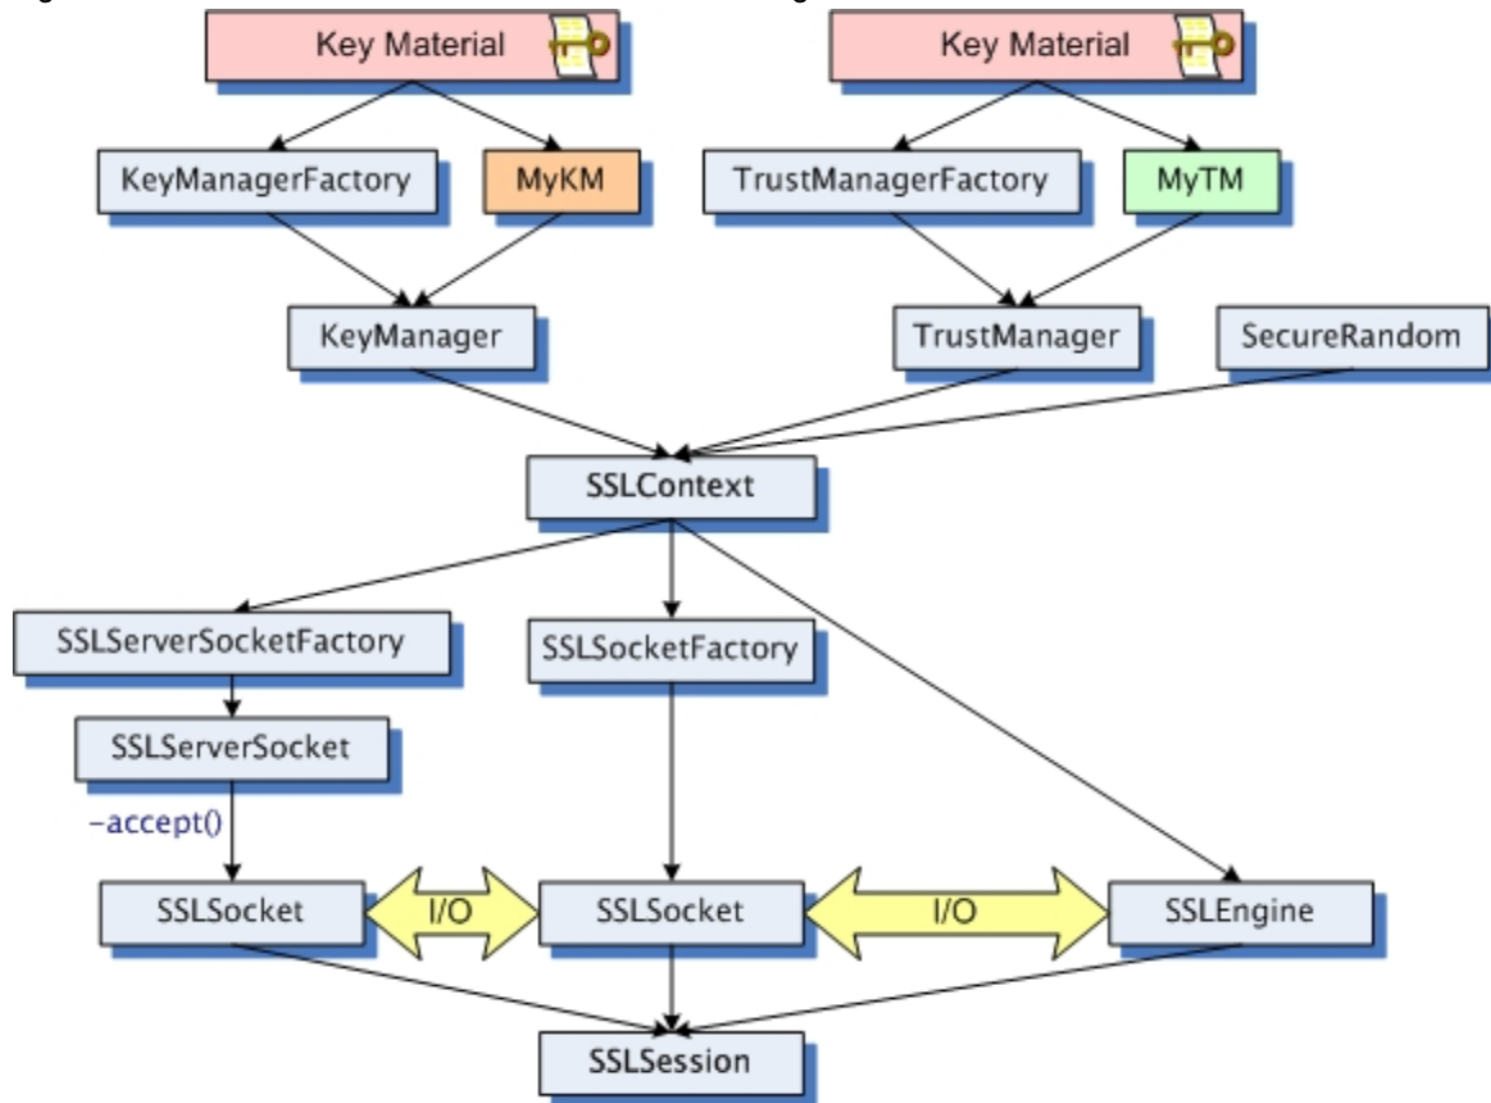 Key Material
Key Material
KeyManagerFactory
MyKM
TrustManagerFactory
MyTM
KeyManager
TrustManager
SecureRandom
SSLContext
SSLServerSocketFactory
SSLSocketFactory
SSLServerSocket
-accept()
SSLSocket
I/O
SSLSocket
I/O
SSLEngine
SSLSession